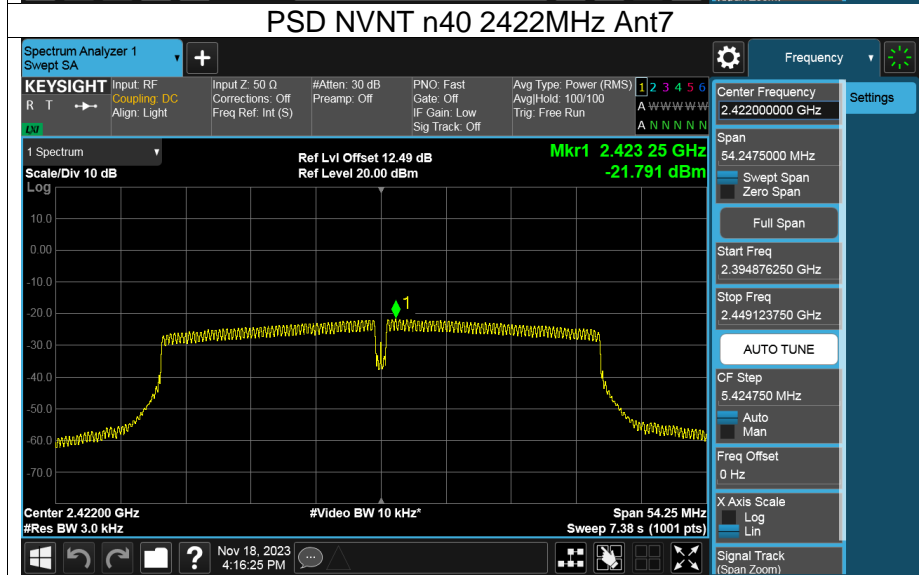 (Span Zoom)
PSD NVNT n40 2422MHz Ant7
Spectrum Analyzer 1
Swept SA
+
Frequency
KEYSIGHT
R T
LXI
Input: RF
Coupling: DC
Align: Light
Input Z: 50 Ω
Corrections: Off
Freq Ref: Int (S)
#Atten: 30 dB
Preamp: Off
PNO: Fast
Gate: Off
IF Gain: Low
Sig Track: Off
Avg Type: Power (RMS)
Avg|Hold: 100/100
Trig: Free Run
1 2 3 4 5 6
A W W W W W
A N N N N N
Center Frequency
2.422000000 GHz
Settings
Span
54.2475000 MHz
Swept Span
Zero Span
Full Span
Start Freq
2.394876250 GHz
Stop Freq
2.449123750 GHz
AUTO TUNE
CF Step
5.424750 MHz
Auto
Man
Freq Offset
0 Hz
X Axis Scale
Log
Lin
Signal Track
(Span Zoom)
1 Spectrum
Scale/Div 10 dB
Log
Ref Lvl Offset 12.49 dB
Ref Level 20.00 dBm
Mkr1 2.423 25 GHz
-21.791 dBm
10.0
0.00
-10.0
-20.0
-30.0
-40.0
-50.0
-60.0
-70.0
1
Center 2.42200 GHz
#Res BW 3.0 kHz
#Video BW 10 kHz*
Span 54.25 MHz
Sweep 7.38 s (1001 pts)
?
Nov 18, 2023
4:16:25 PM